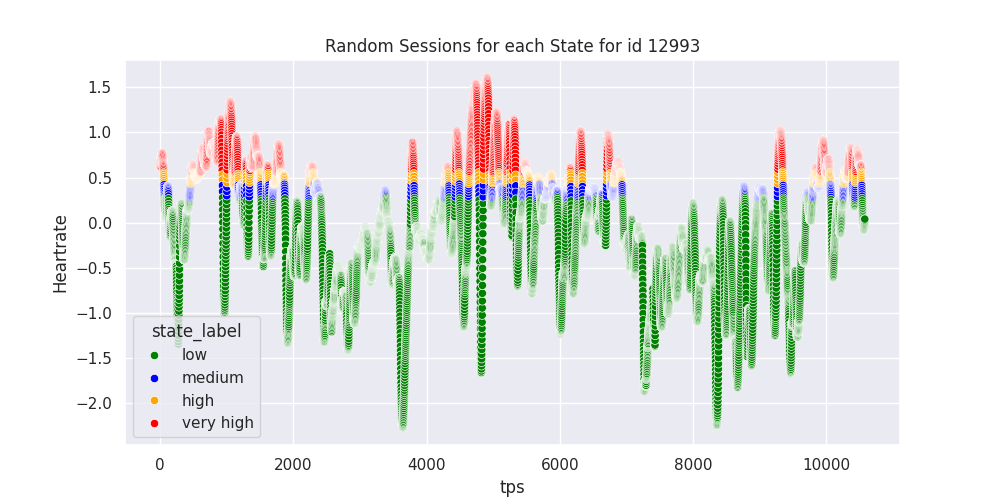 Random Sessions for each State for id 12993
Heartrate
1.5
1.0
0.5
0.0
−0.5
−1.0
−1.5
−2.0
state_label
low
medium
high
very high
0 2000 4000 6000 8000 10000
tps